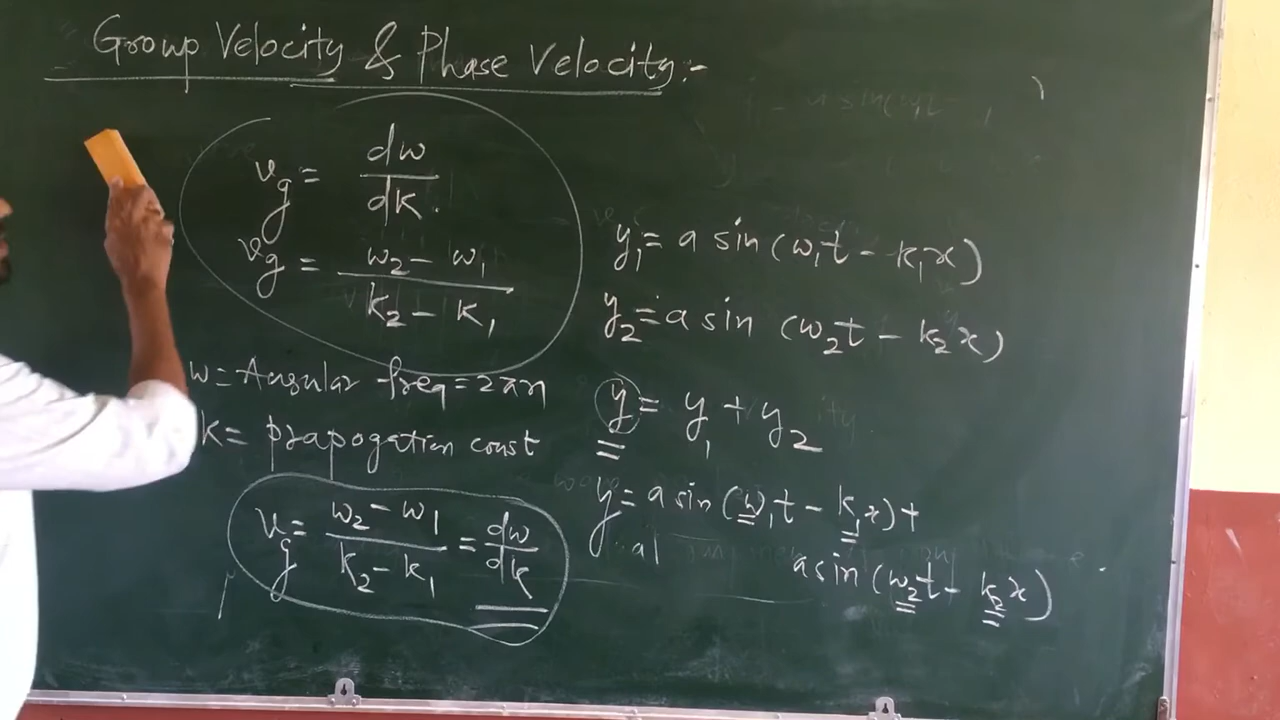 Group Velocity & Phase Velocity:-
vg = dw/dk.
vg = w2 - w1 / k2 - k1
w = Angular freq = 2πn
k = prapogation const
vg = w2 - w1 / k2 - k1 = dw/dk
y1 = a sin (w1t - k1x)
y2 = a sin (w2t - k2x)
y = y1 + y2
y = a sin (w1t - k1x) +
a sin (w2t - k2x)